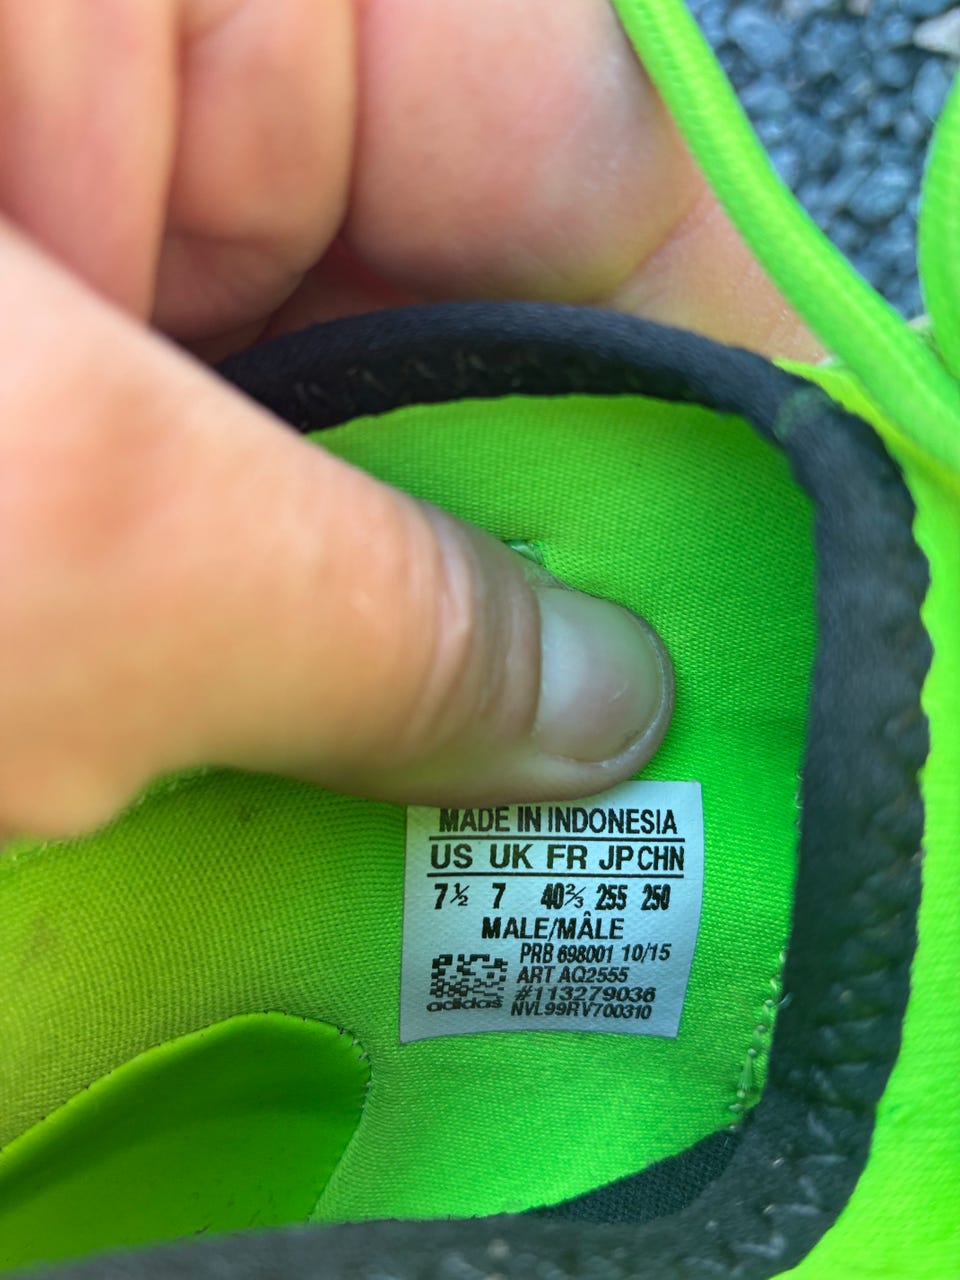 MADE IN INDONESIA
US UK FR JP CHN
7½ 7 40⅔ 255 250
MALE/MÂLE
PRB 698001 10/15
ART AQ2555
#113279036
adidas NVL99RV700310